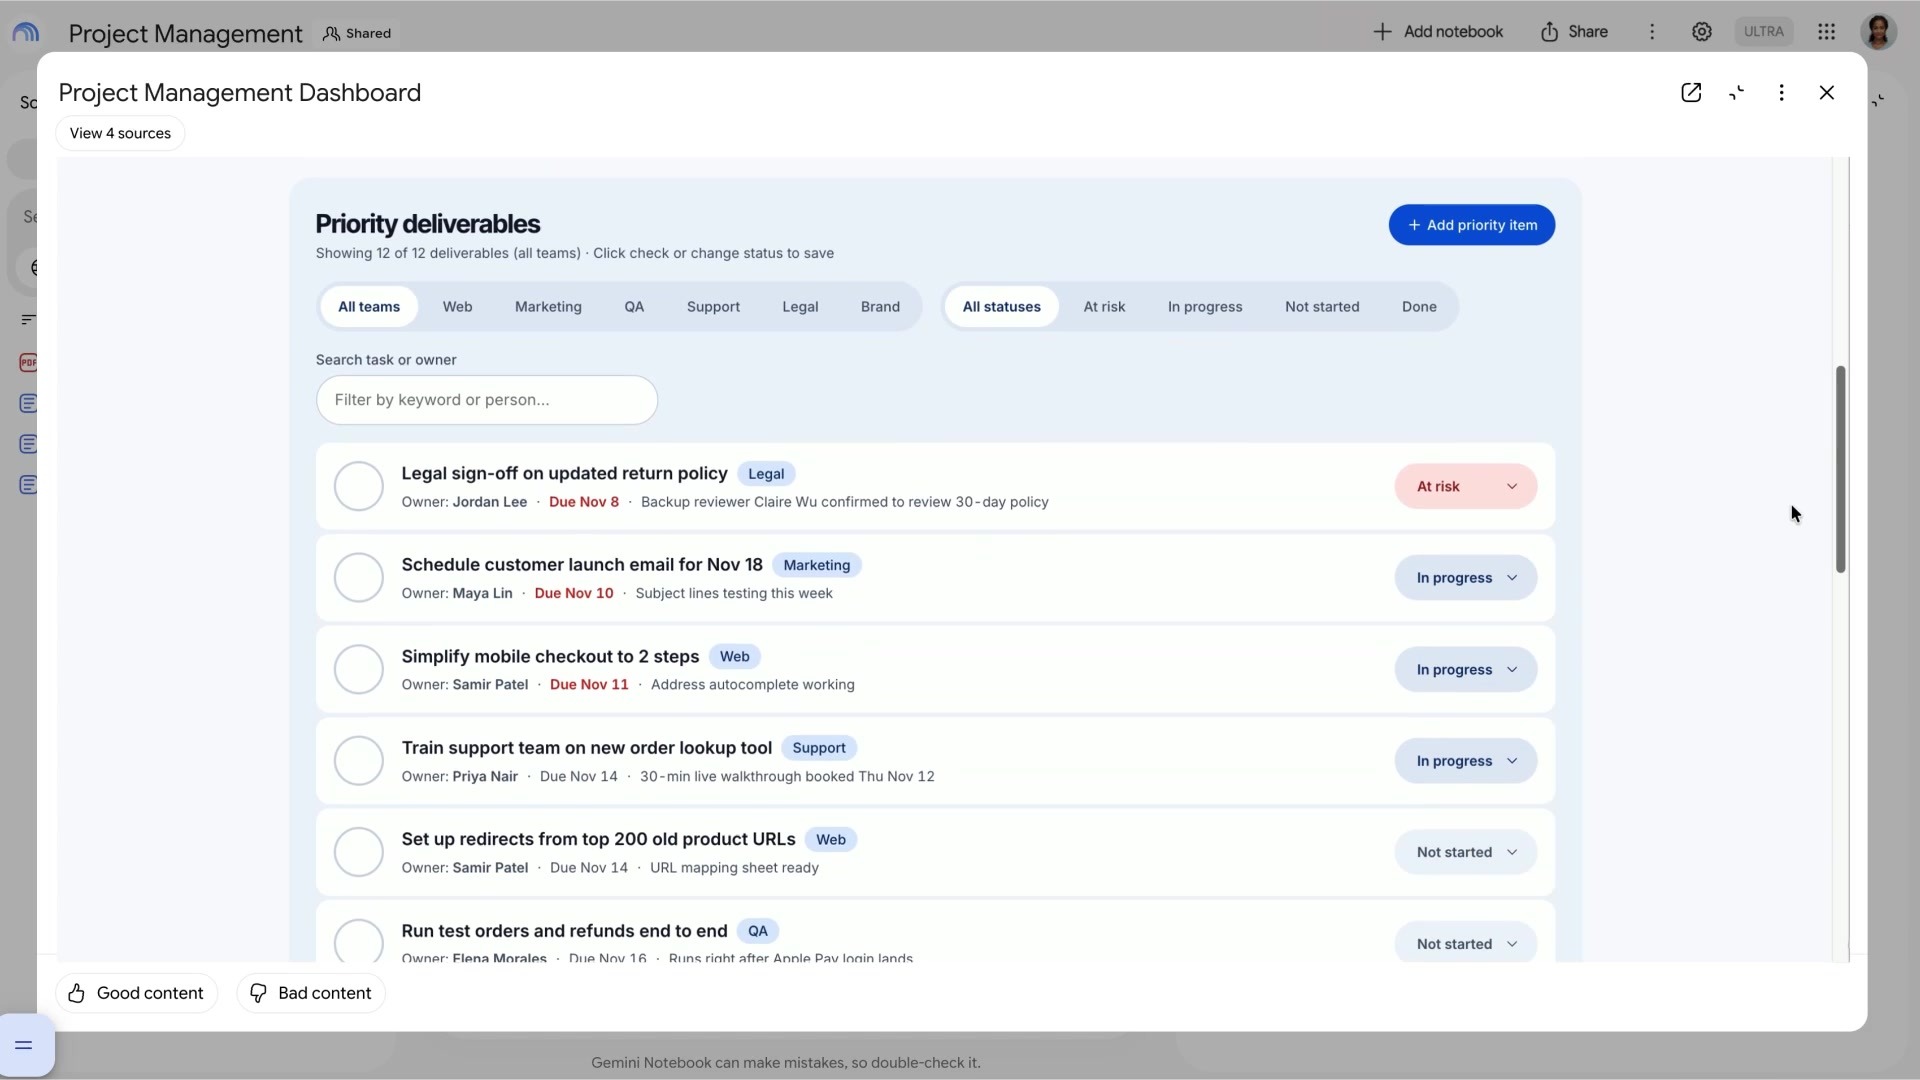 Project Management
Shared
Add notebook
Share
ULTRA
Project Management Dashboard
View 4 sources
Priority deliverables
Showing 12 of 12 deliverables (all teams) · Click check or change status to save
+ Add priority item
All teams
Web
Marketing
QA
Support
Legal
Brand
All statuses
At risk
In progress
Not started
Done
Search task or owner
Filter by keyword or person...
Legal sign-off on updated return policy Legal
Owner: Jordan Lee · Due Nov 8 · Backup reviewer Claire Wu confirmed to review 30-day policy
At risk
Schedule customer launch email for Nov 18 Marketing
Owner: Maya Lin · Due Nov 10 · Subject lines testing this week
In progress
Simplify mobile checkout to 2 steps Web
Owner: Samir Patel · Due Nov 11 · Address autocomplete working
In progress
Train support team on new order lookup tool Support
Owner: Priya Nair · Due Nov 14 · 30-min live walkthrough booked Thu Nov 12
In progress
Set up redirects from top 200 old product URLs Web
Owner: Samir Patel · Due Nov 14 · URL mapping sheet ready
Not started
Run test orders and refunds end to end QA
Owner: Elena Morales · Due Nov 16 · Runs right after Apple Pay login lands
Not started
Good content
Bad content
Gemini Notebook can make mistakes, so double-check it.